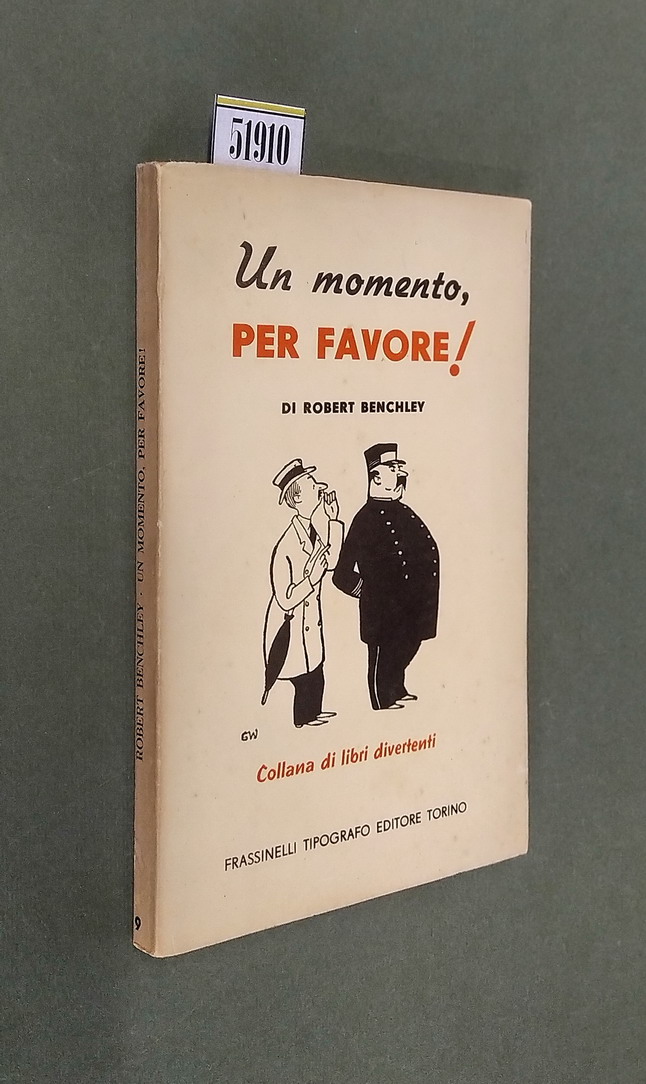 51910
Un momento,
PER FAVORE!
DI ROBERT BENCHLEY
GW
Collana di libri divertenti
FRASSINELLI TIPOGRAFO EDITORE TORINO
ROBERT BENCHLEY - UN MOMENTO, PER FAVORE!
9